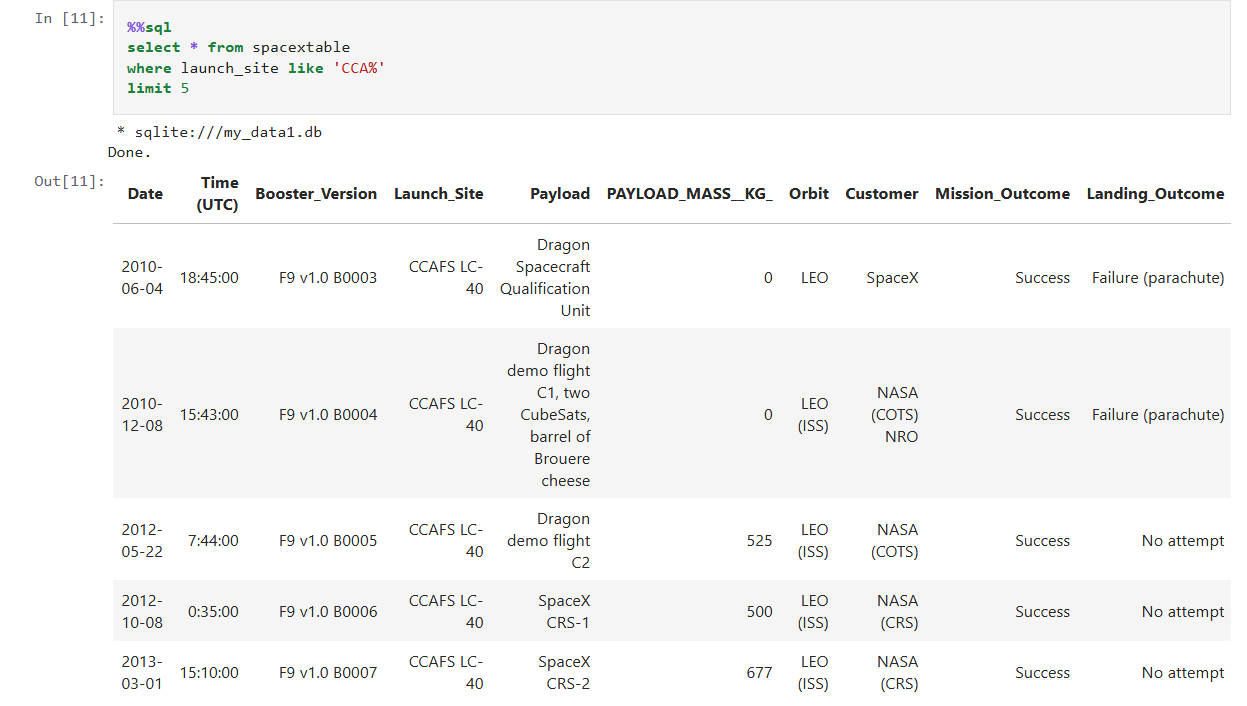 In [11]:
%%sql
select * from spacextable
where launch_site like 'CCA%'
limit 5
* sqlite:///my_data1.db
Done.
Out[11]:
Date Time (UTC) Booster_Version Launch_Site Payload PAYLOAD_MASS__KG_ Orbit Customer Mission_Outcome Landing_Outcome
2010-06-04 18:45:00 F9 v1.0 B0003 CCAFS LC-40 Dragon Spacecraft Qualification Unit 0 LEO SpaceX Success Failure (parachute)
2010-12-08 15:43:00 F9 v1.0 B0004 CCAFS LC-40 Dragon demo flight C1, two CubeSats, barrel of Brouere cheese 0 LEO (ISS) NASA (COTS) NRO Success Failure (parachute)
2012-05-22 7:44:00 F9 v1.0 B0005 CCAFS LC-40 Dragon demo flight C2 525 LEO (ISS) NASA (COTS) Success No attempt
2012-10-08 0:35:00 F9 v1.0 B0006 CCAFS LC-40 SpaceX CRS-1 500 LEO (ISS) NASA (CRS) Success No attempt
2013-03-01 15:10:00 F9 v1.0 B0007 CCAFS LC-40 SpaceX CRS-2 677 LEO (ISS) NASA (CRS) Success No attempt